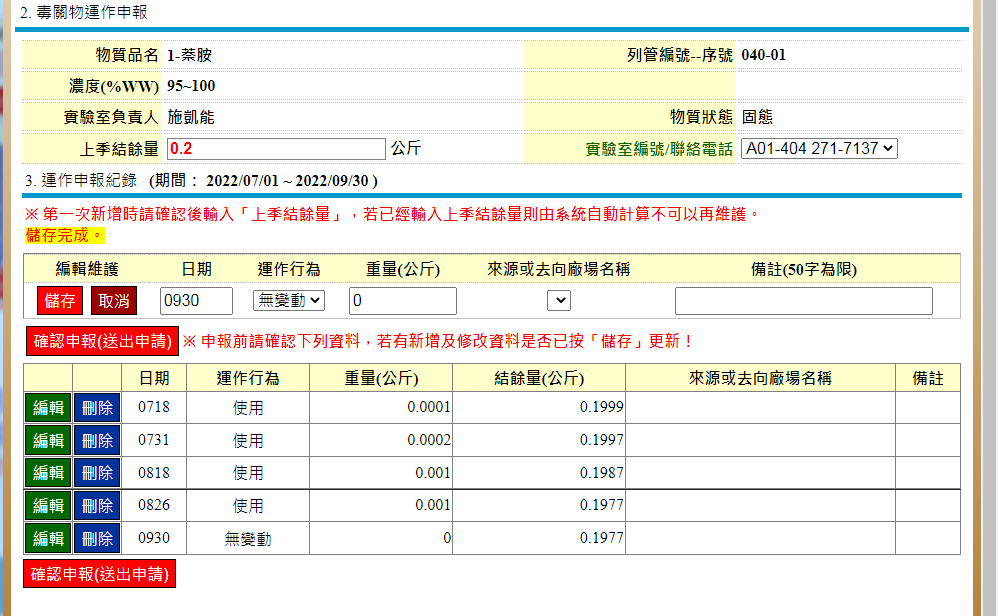 2. 毒關物運作申報
物質品名 1-萘胺 列管編號--序號 040-01
濃度(%WW) 95~100
實驗室負責人 施凱能 物質狀態 固態
上季結餘量 0.2 公斤 實驗室編號/聯絡電話 A01-404 271-7137
3. 運作申報紀錄 (期間： 2022/07/01 ~ 2022/09/30 )
※ 第一次新增時請確認後輸入「上季結餘量」，若已經輸入上季結餘量則由系統自動計算不可以再維護。
儲存完成。
編輯維護 日期 運作行為 重量(公斤) 來源或去向廠場名稱 備註(50字為限)
儲存 取消 0930 無變動 0
確認申報(送出申請) ※ 申報前請確認下列資料，若有新增及修改資料是否已按「儲存」更新！
日期 運作行為 重量(公斤) 結餘量(公斤) 來源或去向廠場名稱 備註
編輯 刪除 0718 使用 0.0001 0.1999
編輯 刪除 0731 使用 0.0002 0.1997
編輯 刪除 0818 使用 0.001 0.1987
編輯 刪除 0826 使用 0.001 0.1977
編輯 刪除 0930 無變動 0 0.1977
確認申報(送出申請)